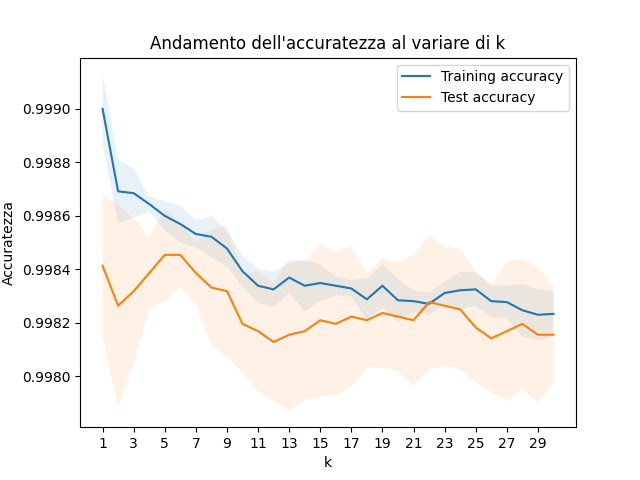 Andamento dell'accuratezza al variare di k
Training accuracy
Test accuracy
Accuratezza
0.9990
0.9988
0.9986
0.9984
0.9982
0.9980
1 3 5 7 9 11 13 15 17 19 21 23 25 27 29
k